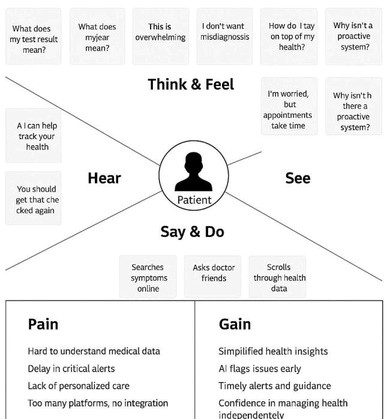 What does
my test result
mean?
What does
myjear
mean?
This is
overwhelming
I don't want
misdiagnosis
How do I tay
on top of my
health?
Why isn't a
proactive
system?
Think & Feel
I'm worried,
but
appointments
take time
Why isn't h
there a
proactive
system?
A I can help
track your
health
You should
get that che
cked again
Hear
See
Patient
Say & Do
Searches
symptoms
online
Asks doctor
friends
Scrolls
through health
data
Pain
Hard to understand medical data
Delay in critical alerts
Lack of personalized care
Too many platforms, no integration
Gain
Simplified health insights
AI flags issues early
Timely alerts and guidance
Confidence in managing health
independently